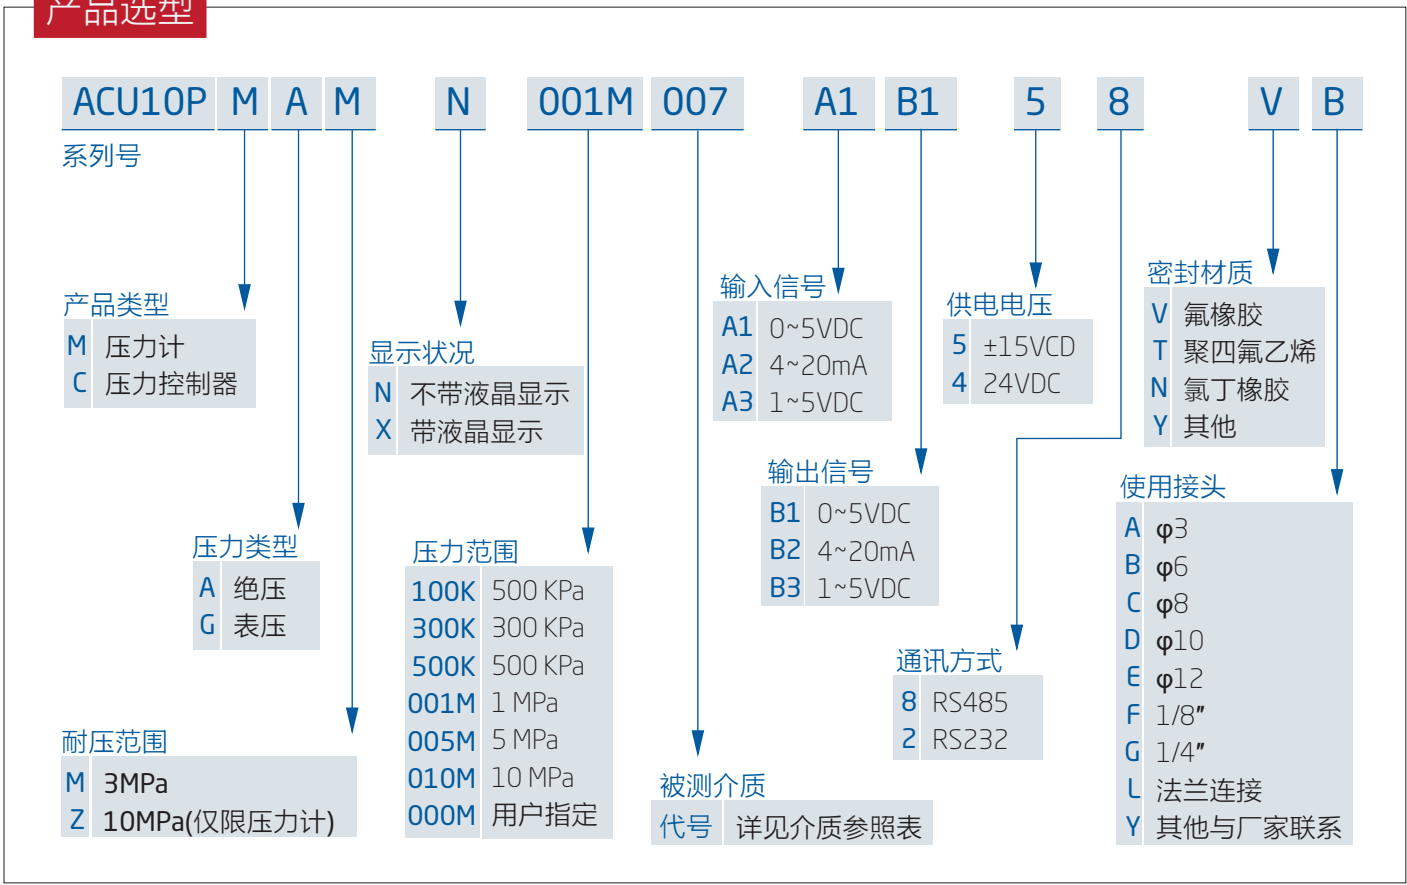 产品选型
ACU10P M A M N 001M 007 A1 B1 5 8 V B
系列号
产品类型
M 压力计
C 压力控制器
显示状况
N 不带液晶显示
X 带液晶显示
输入信号
A1 0~5VDC
A2 4~20mA
A3 1~5VDC
供电电压
5 ±15VCD
4 24VDC
密封材质
V 氟橡胶
T 聚四氟乙烯
N 氯丁橡胶
Y 其他
压力类型
A 绝压
G 表压
压力范围
100K 500 KPa
300K 300 KPa
500K 500 KPa
001M 1 MPa
005M 5 MPa
010M 10 MPa
000M 用户指定
输出信号
B1 0~5VDC
B2 4~20mA
B3 1~5VDC
使用接头
A φ3
B φ6
C φ8
D φ10
E φ12
F 1/8″
G 1/4″
L 法兰连接
Y 其他与厂家联系
通讯方式
8 RS485
2 RS232
耐压范围
M 3MPa
Z 10MPa(仅限压力计)
被测介质
代号 详见介质参照表